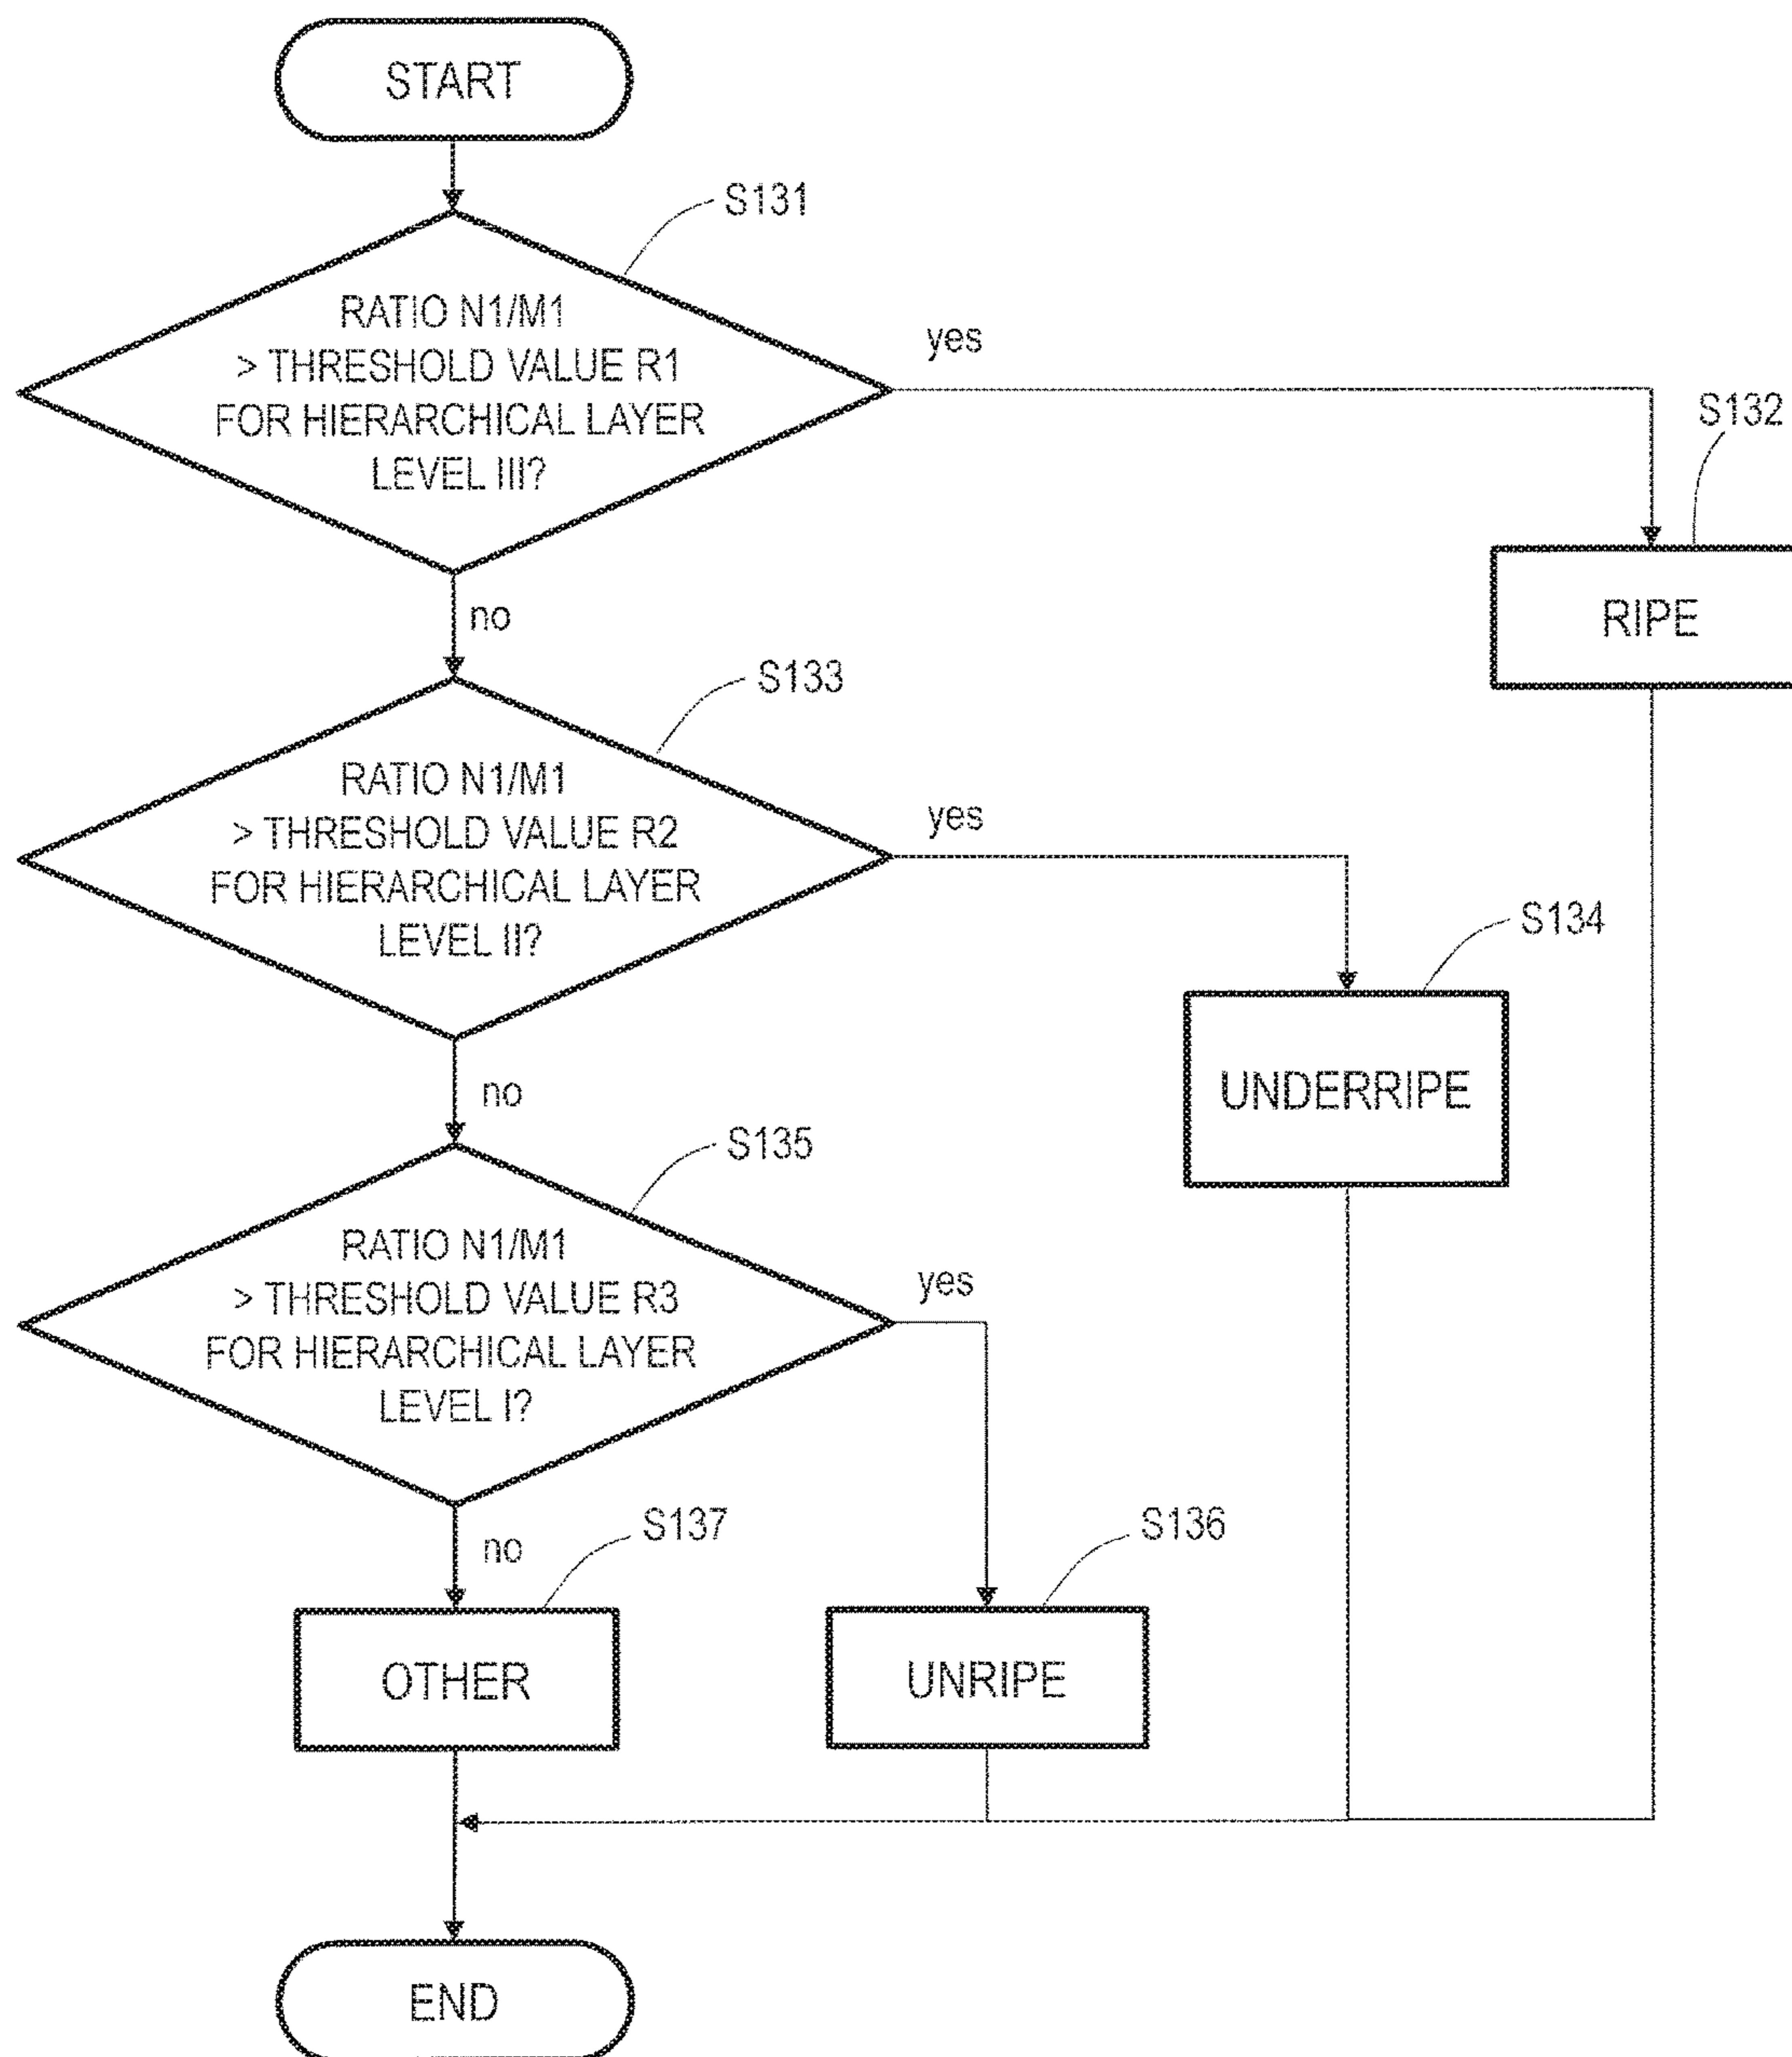 START
S131
RATIO N1/M1
> THRESHOLD VALUE R1
FOR HIERARCHICAL LAYER
LEVEL III?
yes
S132
RIPE
no
S133
RATIO N1/M1
> THRESHOLD VALUE R2
FOR HIERARCHICAL LAYER
LEVEL II?
yes
S134
UNDERRIPE
no
S135
RATIO N1/M1
> THRESHOLD VALUE R3
FOR HIERARCHICAL LAYER
LEVEL I?
yes
S136
UNRIPE
no
S137
OTHER
END